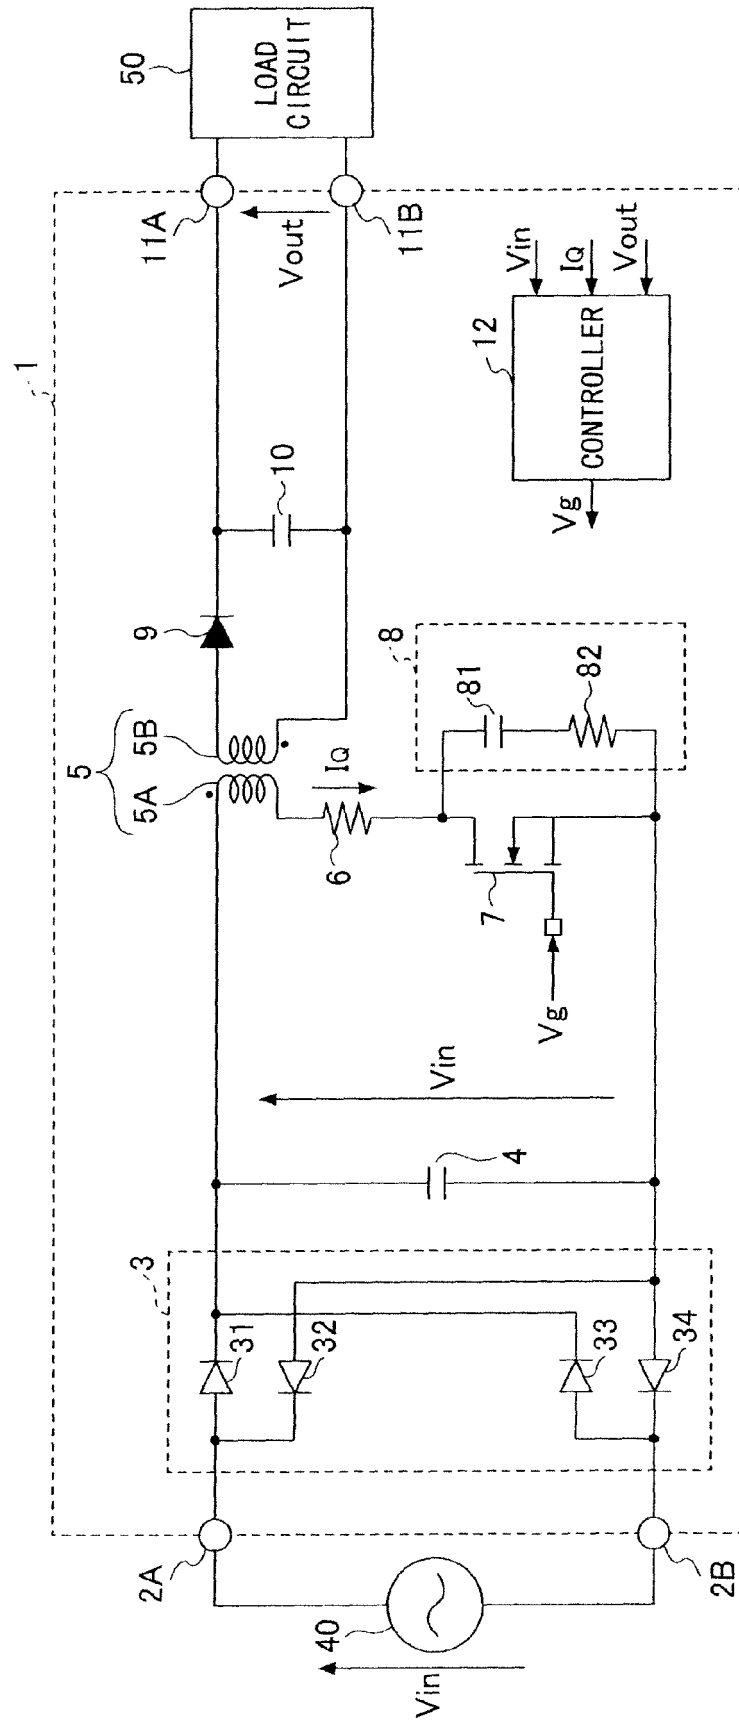 1
40
Vin
2A
2B
3
31
32
33
34
4
Vin
5
5A
5B
6
IQ
7
Vg
8
81
82
9
10
11A
11B
Vout
50
LOAD
CIRCUIT
12
CONTROLLER
Vin
IQ
Vout
Vg